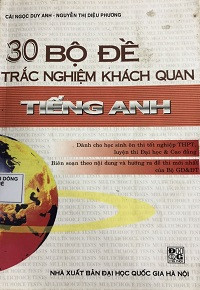 CÁI NGỌC DUY ANH - NGUYỄN THỊ DIỆU PHƯƠNG
30 BỘ ĐỀ
TRẮC NGHIỆM KHÁCH QUAN
TIẾNG ANH
Dành cho học sinh ôn thi tốt nghiệp THPT,
luyện thi Đại học & Cao đẳng
Biên soạn theo nội dung và hướng ra đề thi mới nhất
của Bộ GD&ĐT
NHÀ XUẤT BẢN ĐẠI HỌC QUỐC GIA HÀ NỘI